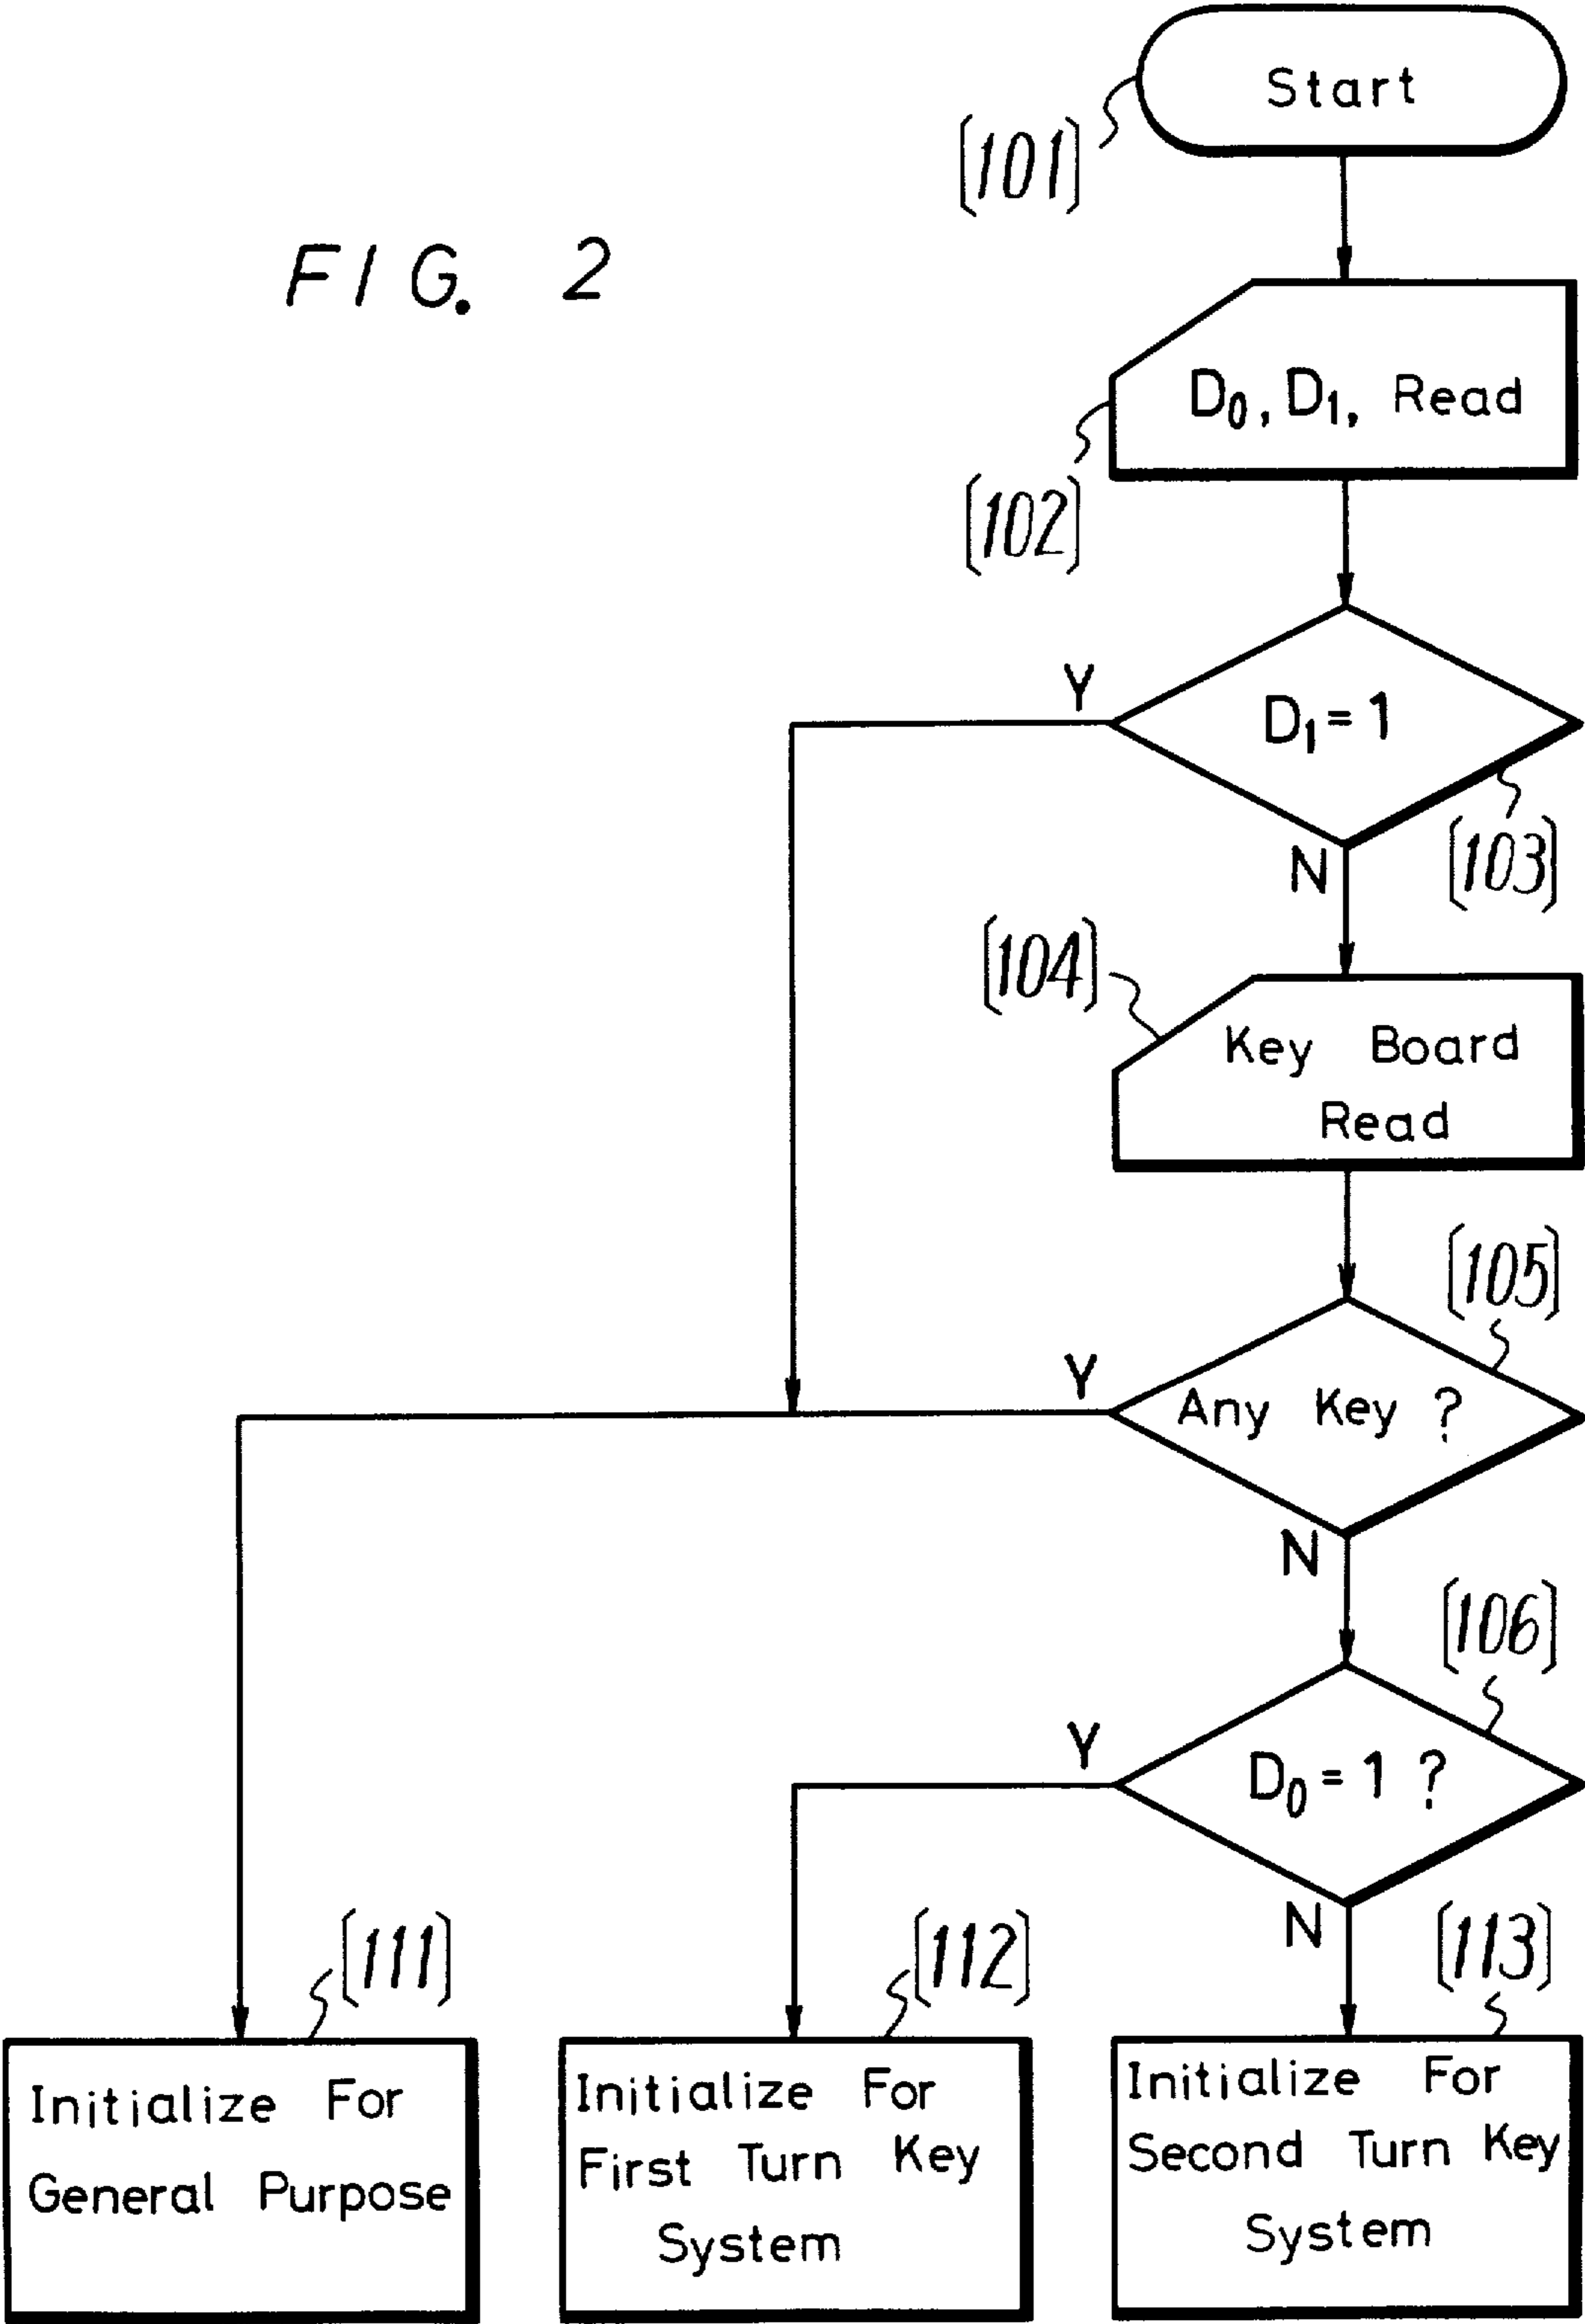 Start
[101]
FIG. 2
D₀, D₁, Read
[102]
Y
D₁ = 1
N
[103]
[104]
Key Board
Read
[105]
Y
Any Key ?
N
[106]
Y
D₀ = 1 ?
N
[111]
[112]
[113]
Initialize For
General Purpose
Initialize For
First Turn Key
System
Initialize For
Second Turn Key
System